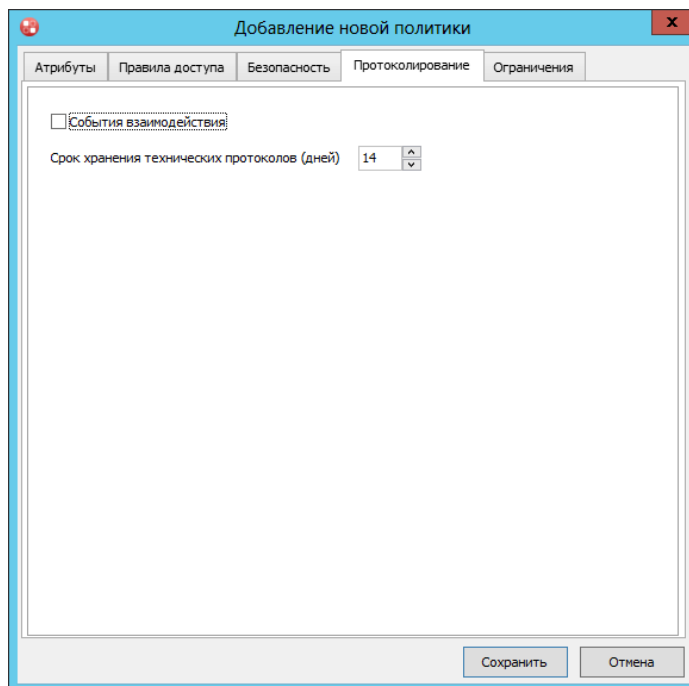 Добавление новой политики
x
Атрибуты Правила доступа Безопасность Протоколирование Ограничения
События взаимодействия
Срок хранения технических протоколов (дней) 14
Сохранить Отмена